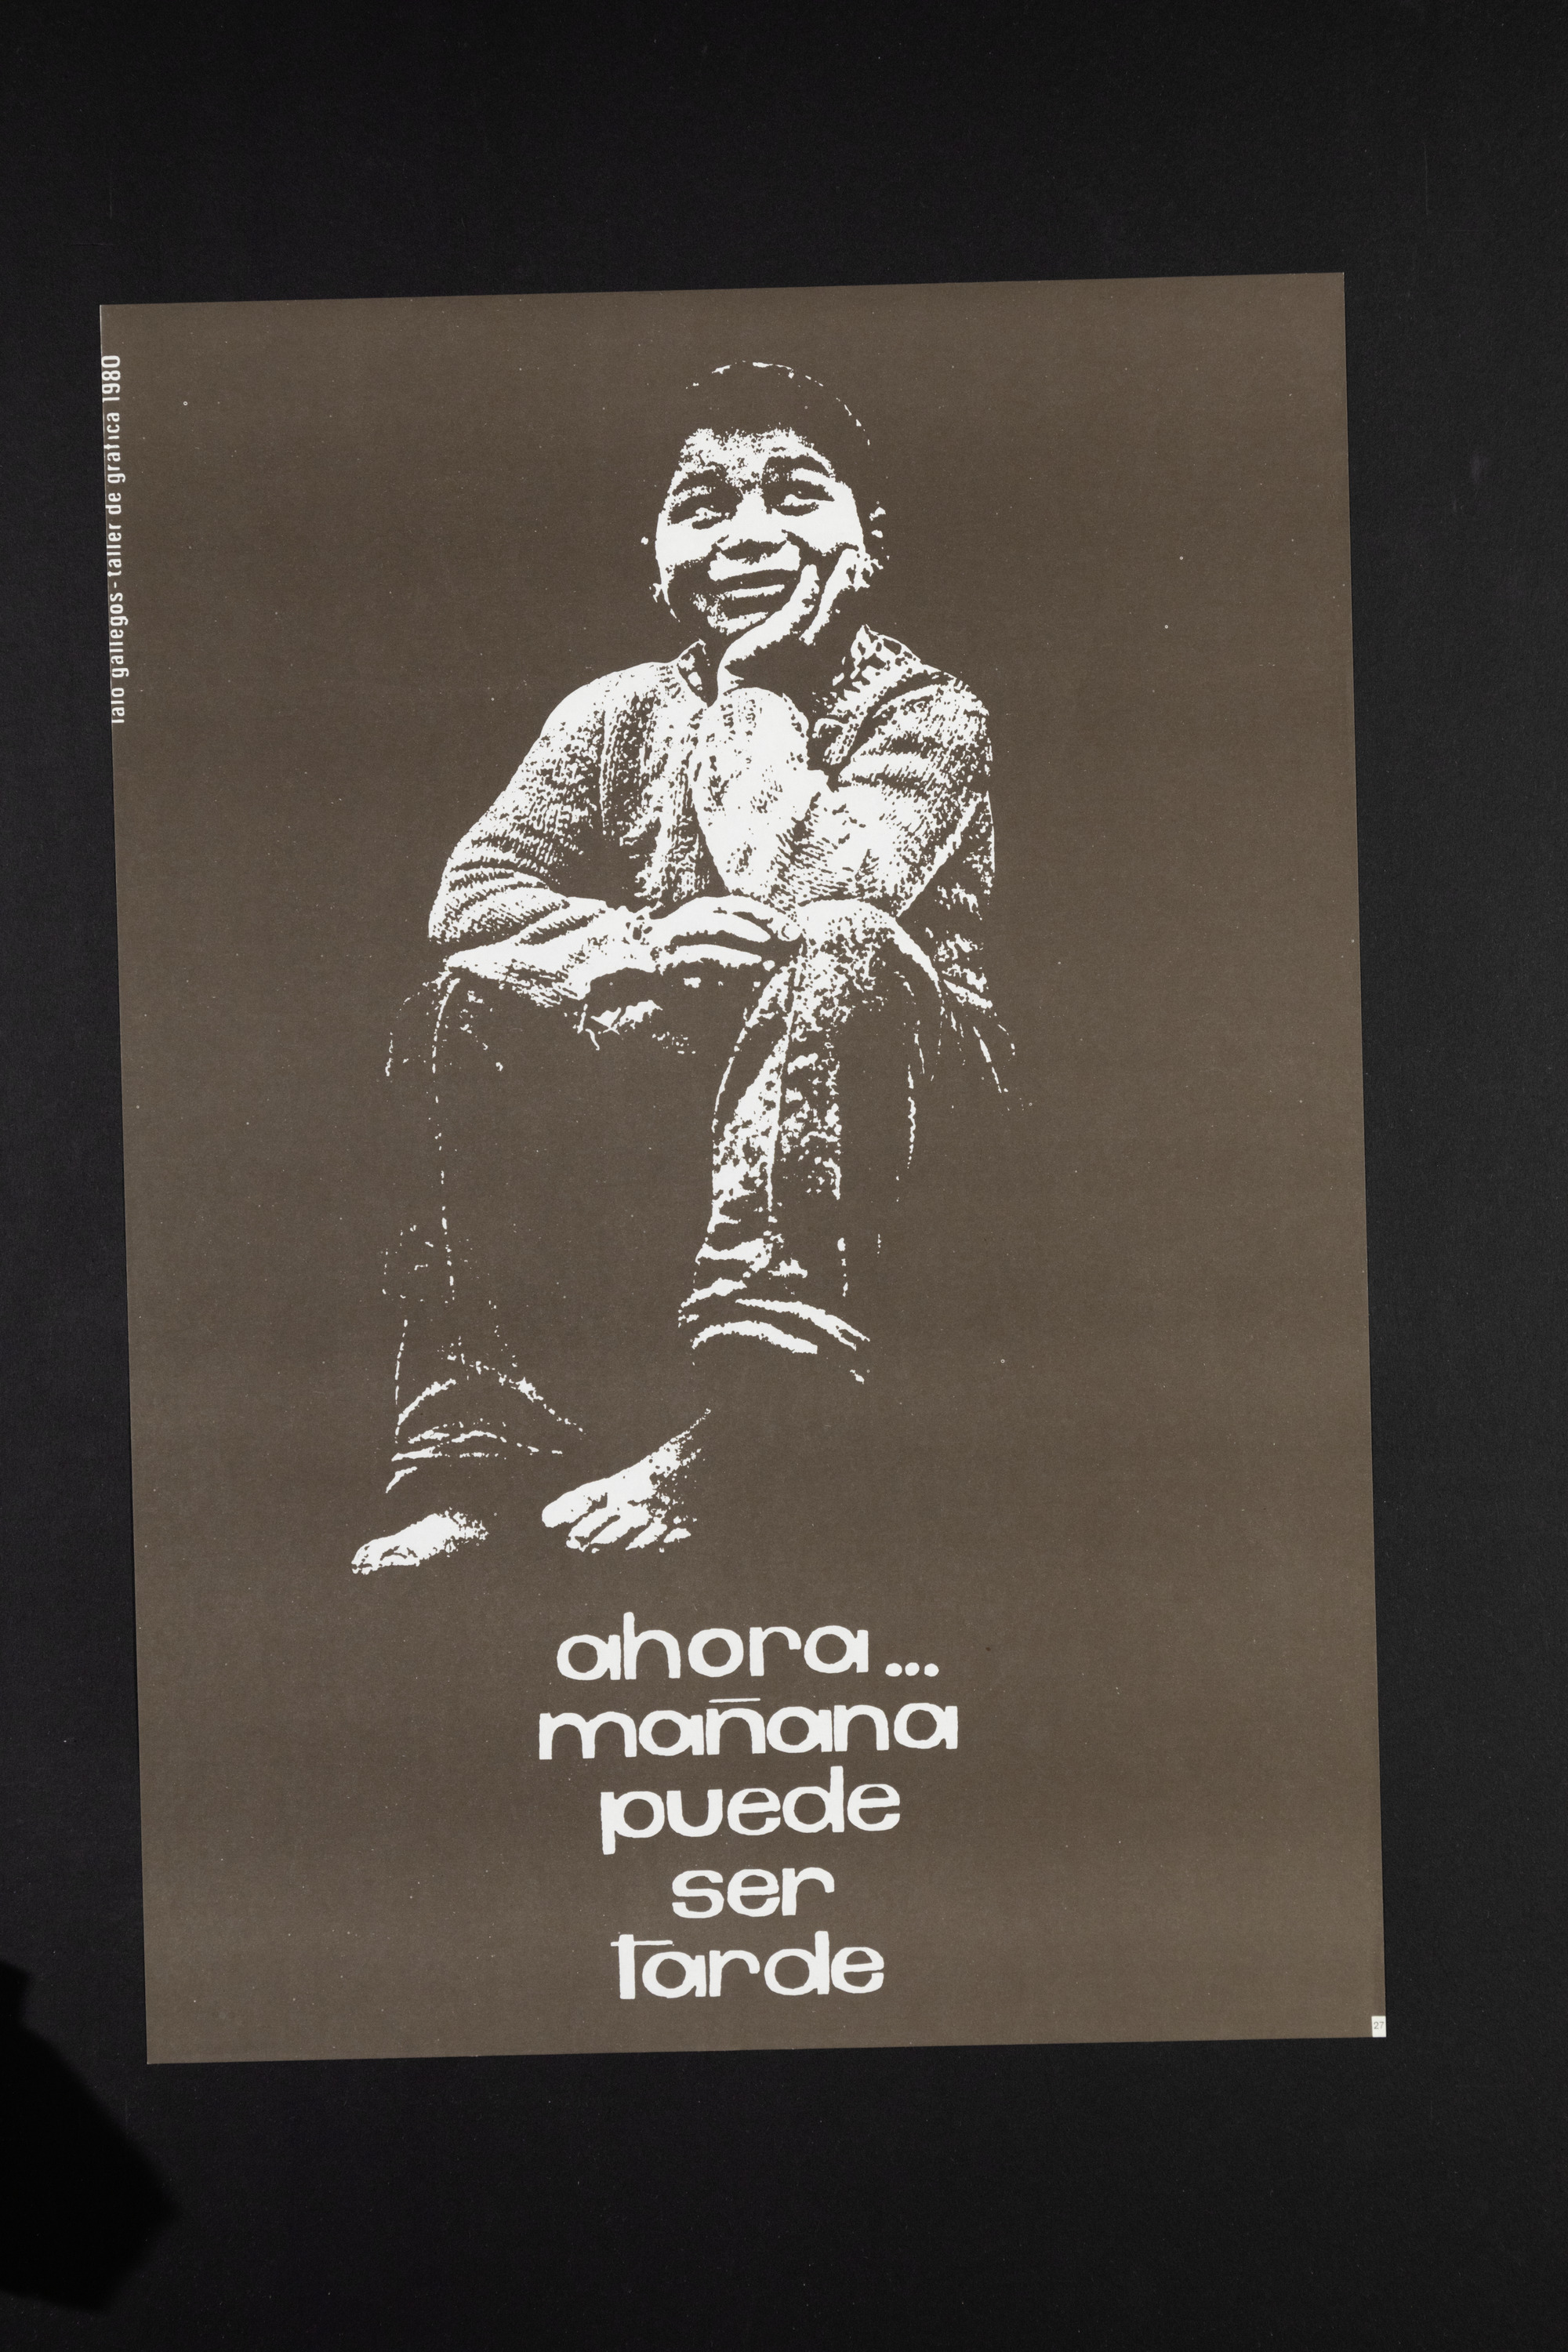 lalo gallegos - taller de grafica 1980
ahora...
mañana
puede
ser
tarde
27